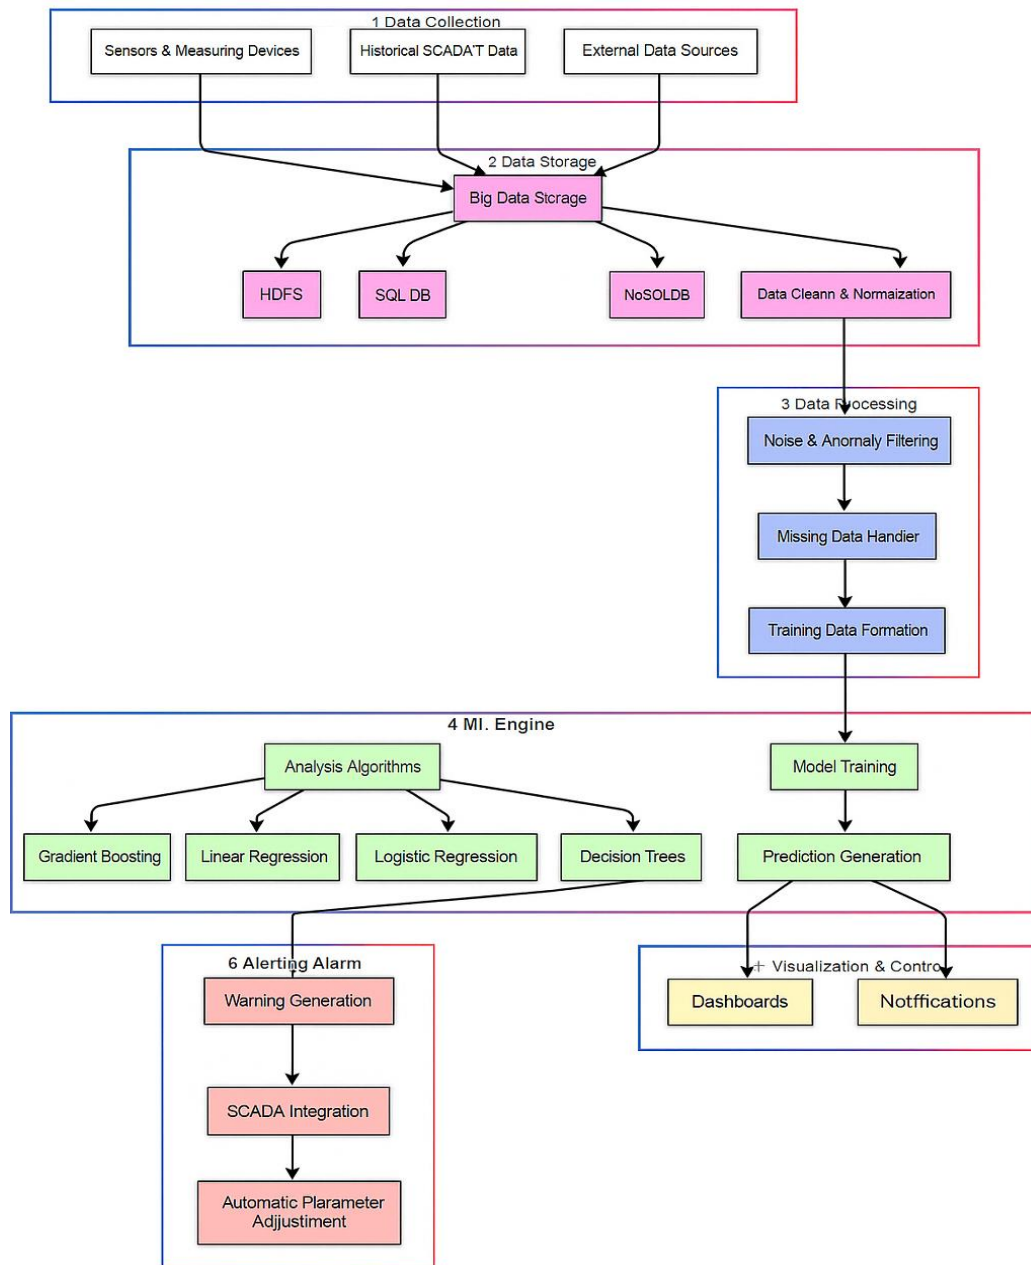 1 Data Collection
Sensors & Measuring Devices
Historical SCADA'T Data
External Data Sources
2 Data Storage
Big Data Storage
HDFS
SQL DB
NoSOLDB
Data Cleann & Normaization
3 Data Processing
Noise & Anornaly Filtering
Missing Data Handier
Training Data Formation
4 MI. Engine
Analysis Algorithms
Model Training
Gradient Boosting
Linear Regression
Logistic Regression
Decision Trees
Prediction Generation
6 Alerting Alarm
Visualization & Contro
Warning Generation
Dashboards
Notffications
SCADA Integration
Automatic Plarameter
Adjjustiment